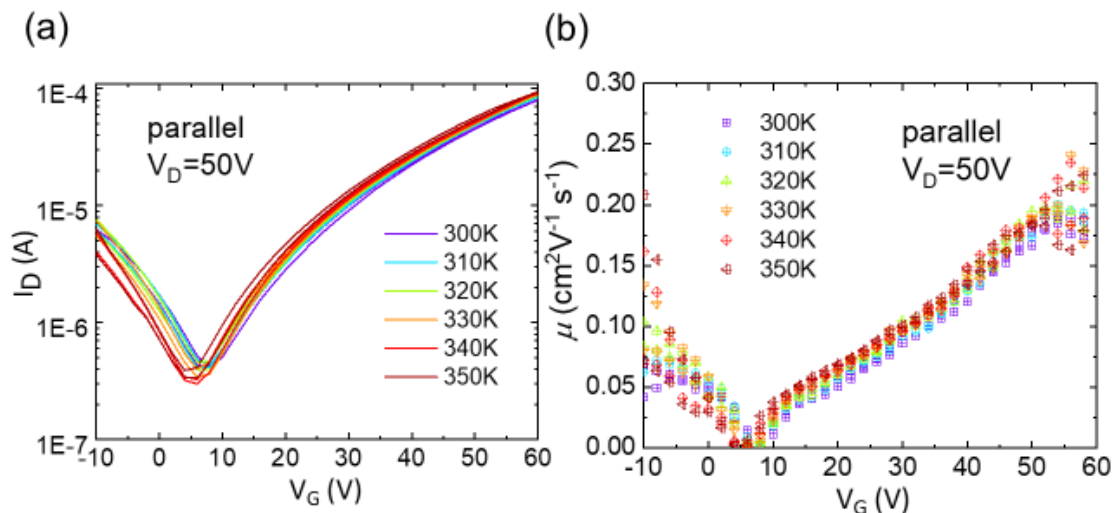 (a)
(b)
1E-4
1E-5
1E-6
1E-7
I_D (A)
parallel
V_D=50V
300K
310K
320K
330K
340K
350K
-10 0 10 20 30 40 50 60
V_G (V)
0.30
0.25
0.20
0.15
0.10
0.05
0.00
μ (cm²V⁻¹ s⁻¹)
300K
310K
320K
330K
340K
350K
parallel
V_D=50V
-10 0 10 20 30 40 50 60
V_G (V)